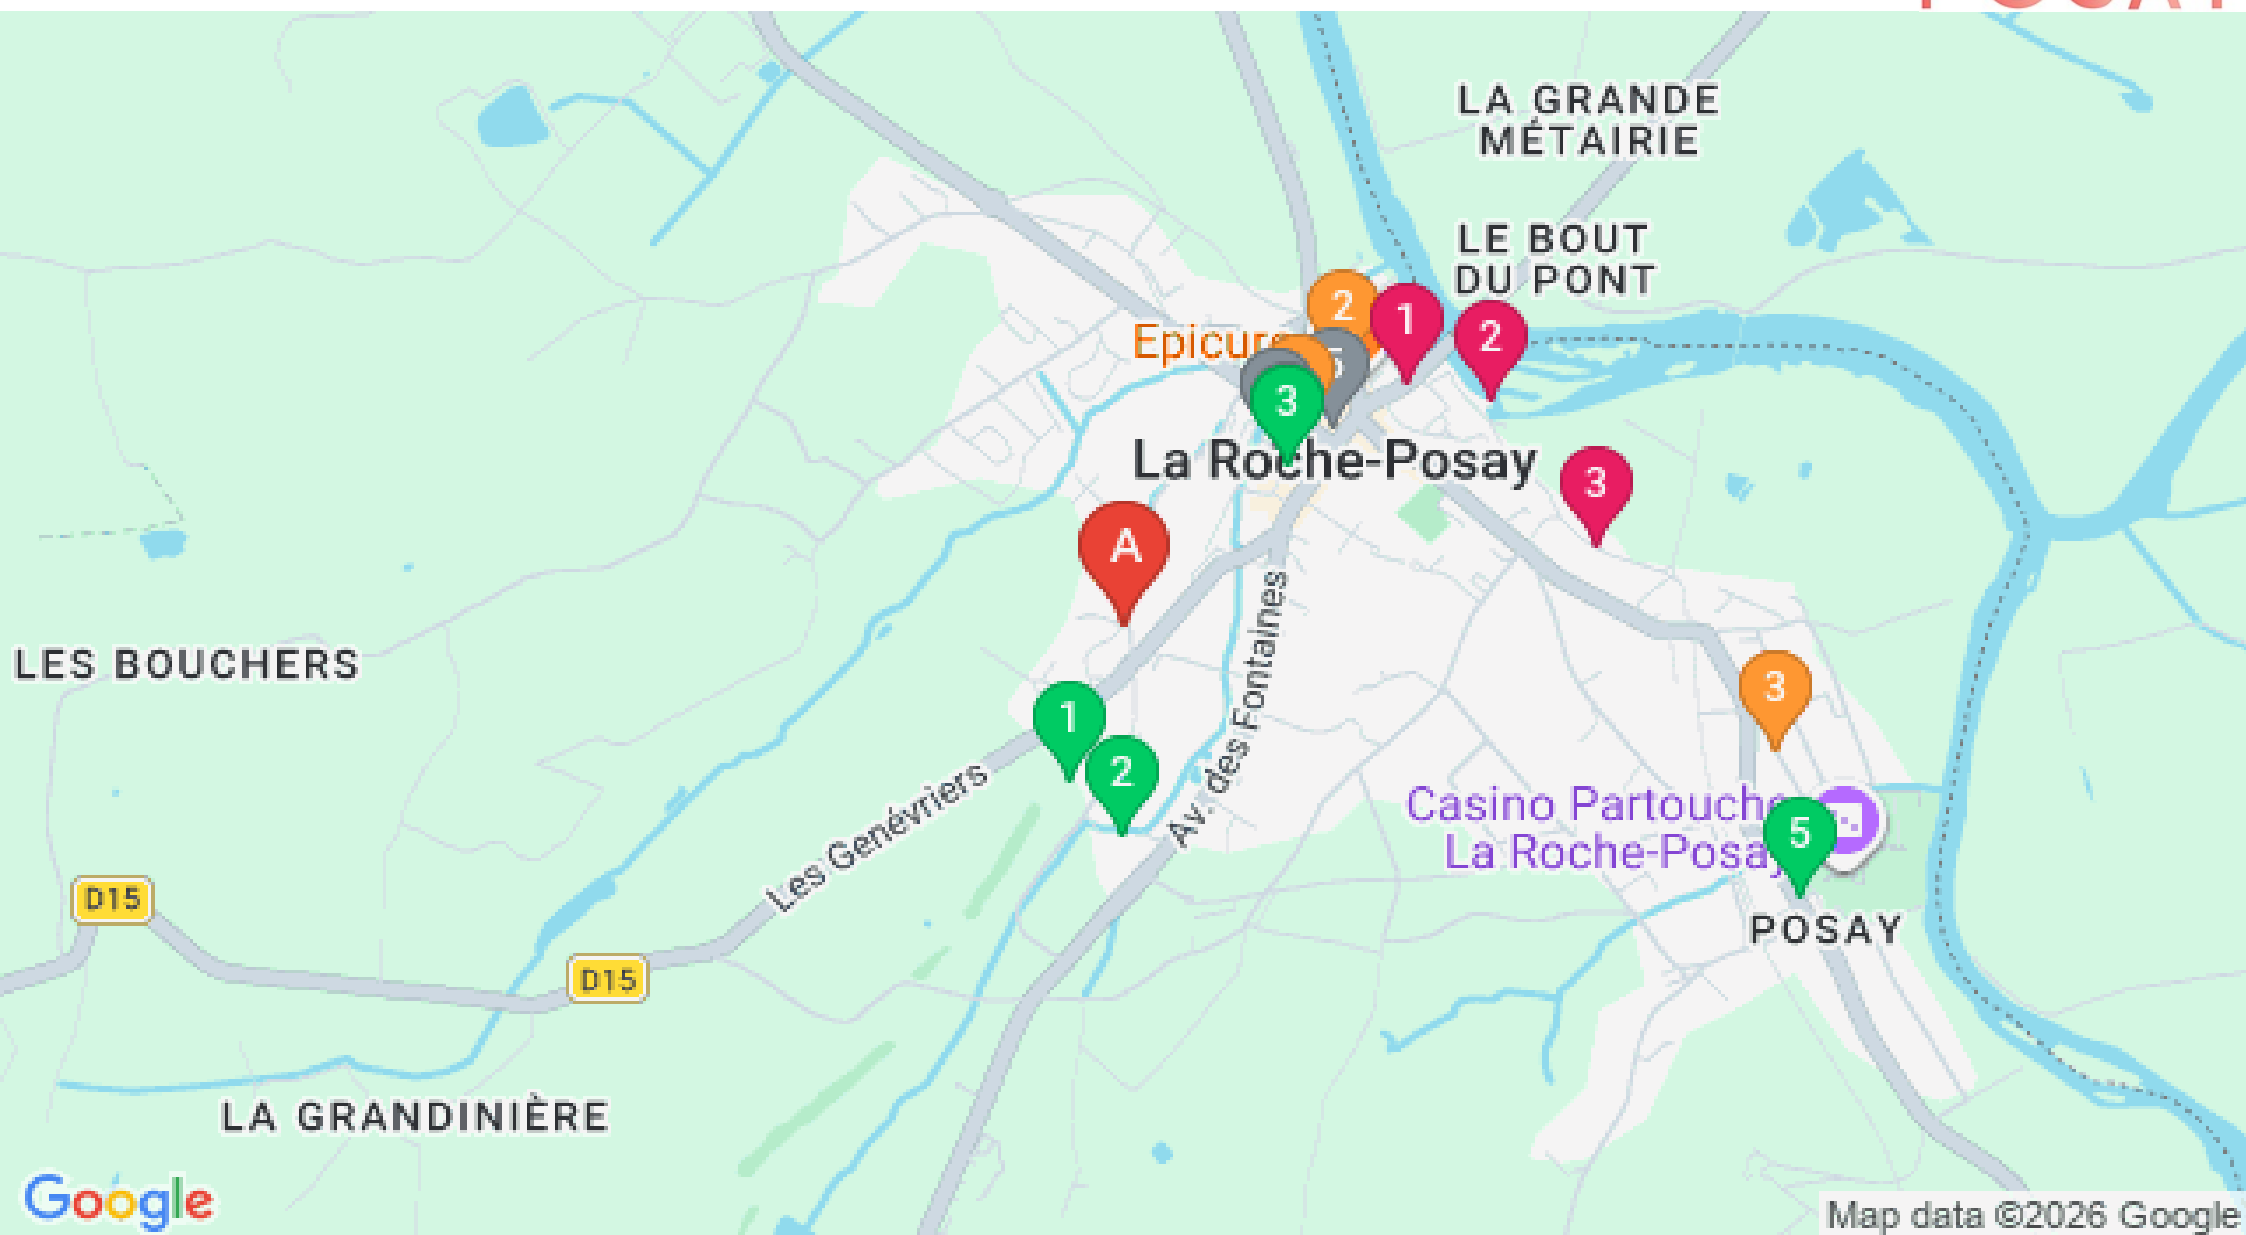 LA GRANDE
MÉTAIRIE
LE BOUT
DU PONT
2
1
2
Epicure
5
3
La Roche-Posay
3
A
Av. des Fontaines
LES BOUCHERS
3
1
2
Les Genévriers
Casino Partouche
La Roche-Posay
5
D15
POSAY
D15
LA GRANDINIÈRE
Google
Map data ©2026 Google